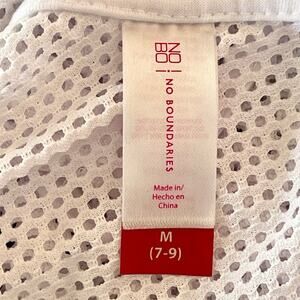 NO
BO
NO BOUNDARIES
Made in/
Hecho en
China
M
(7-9)